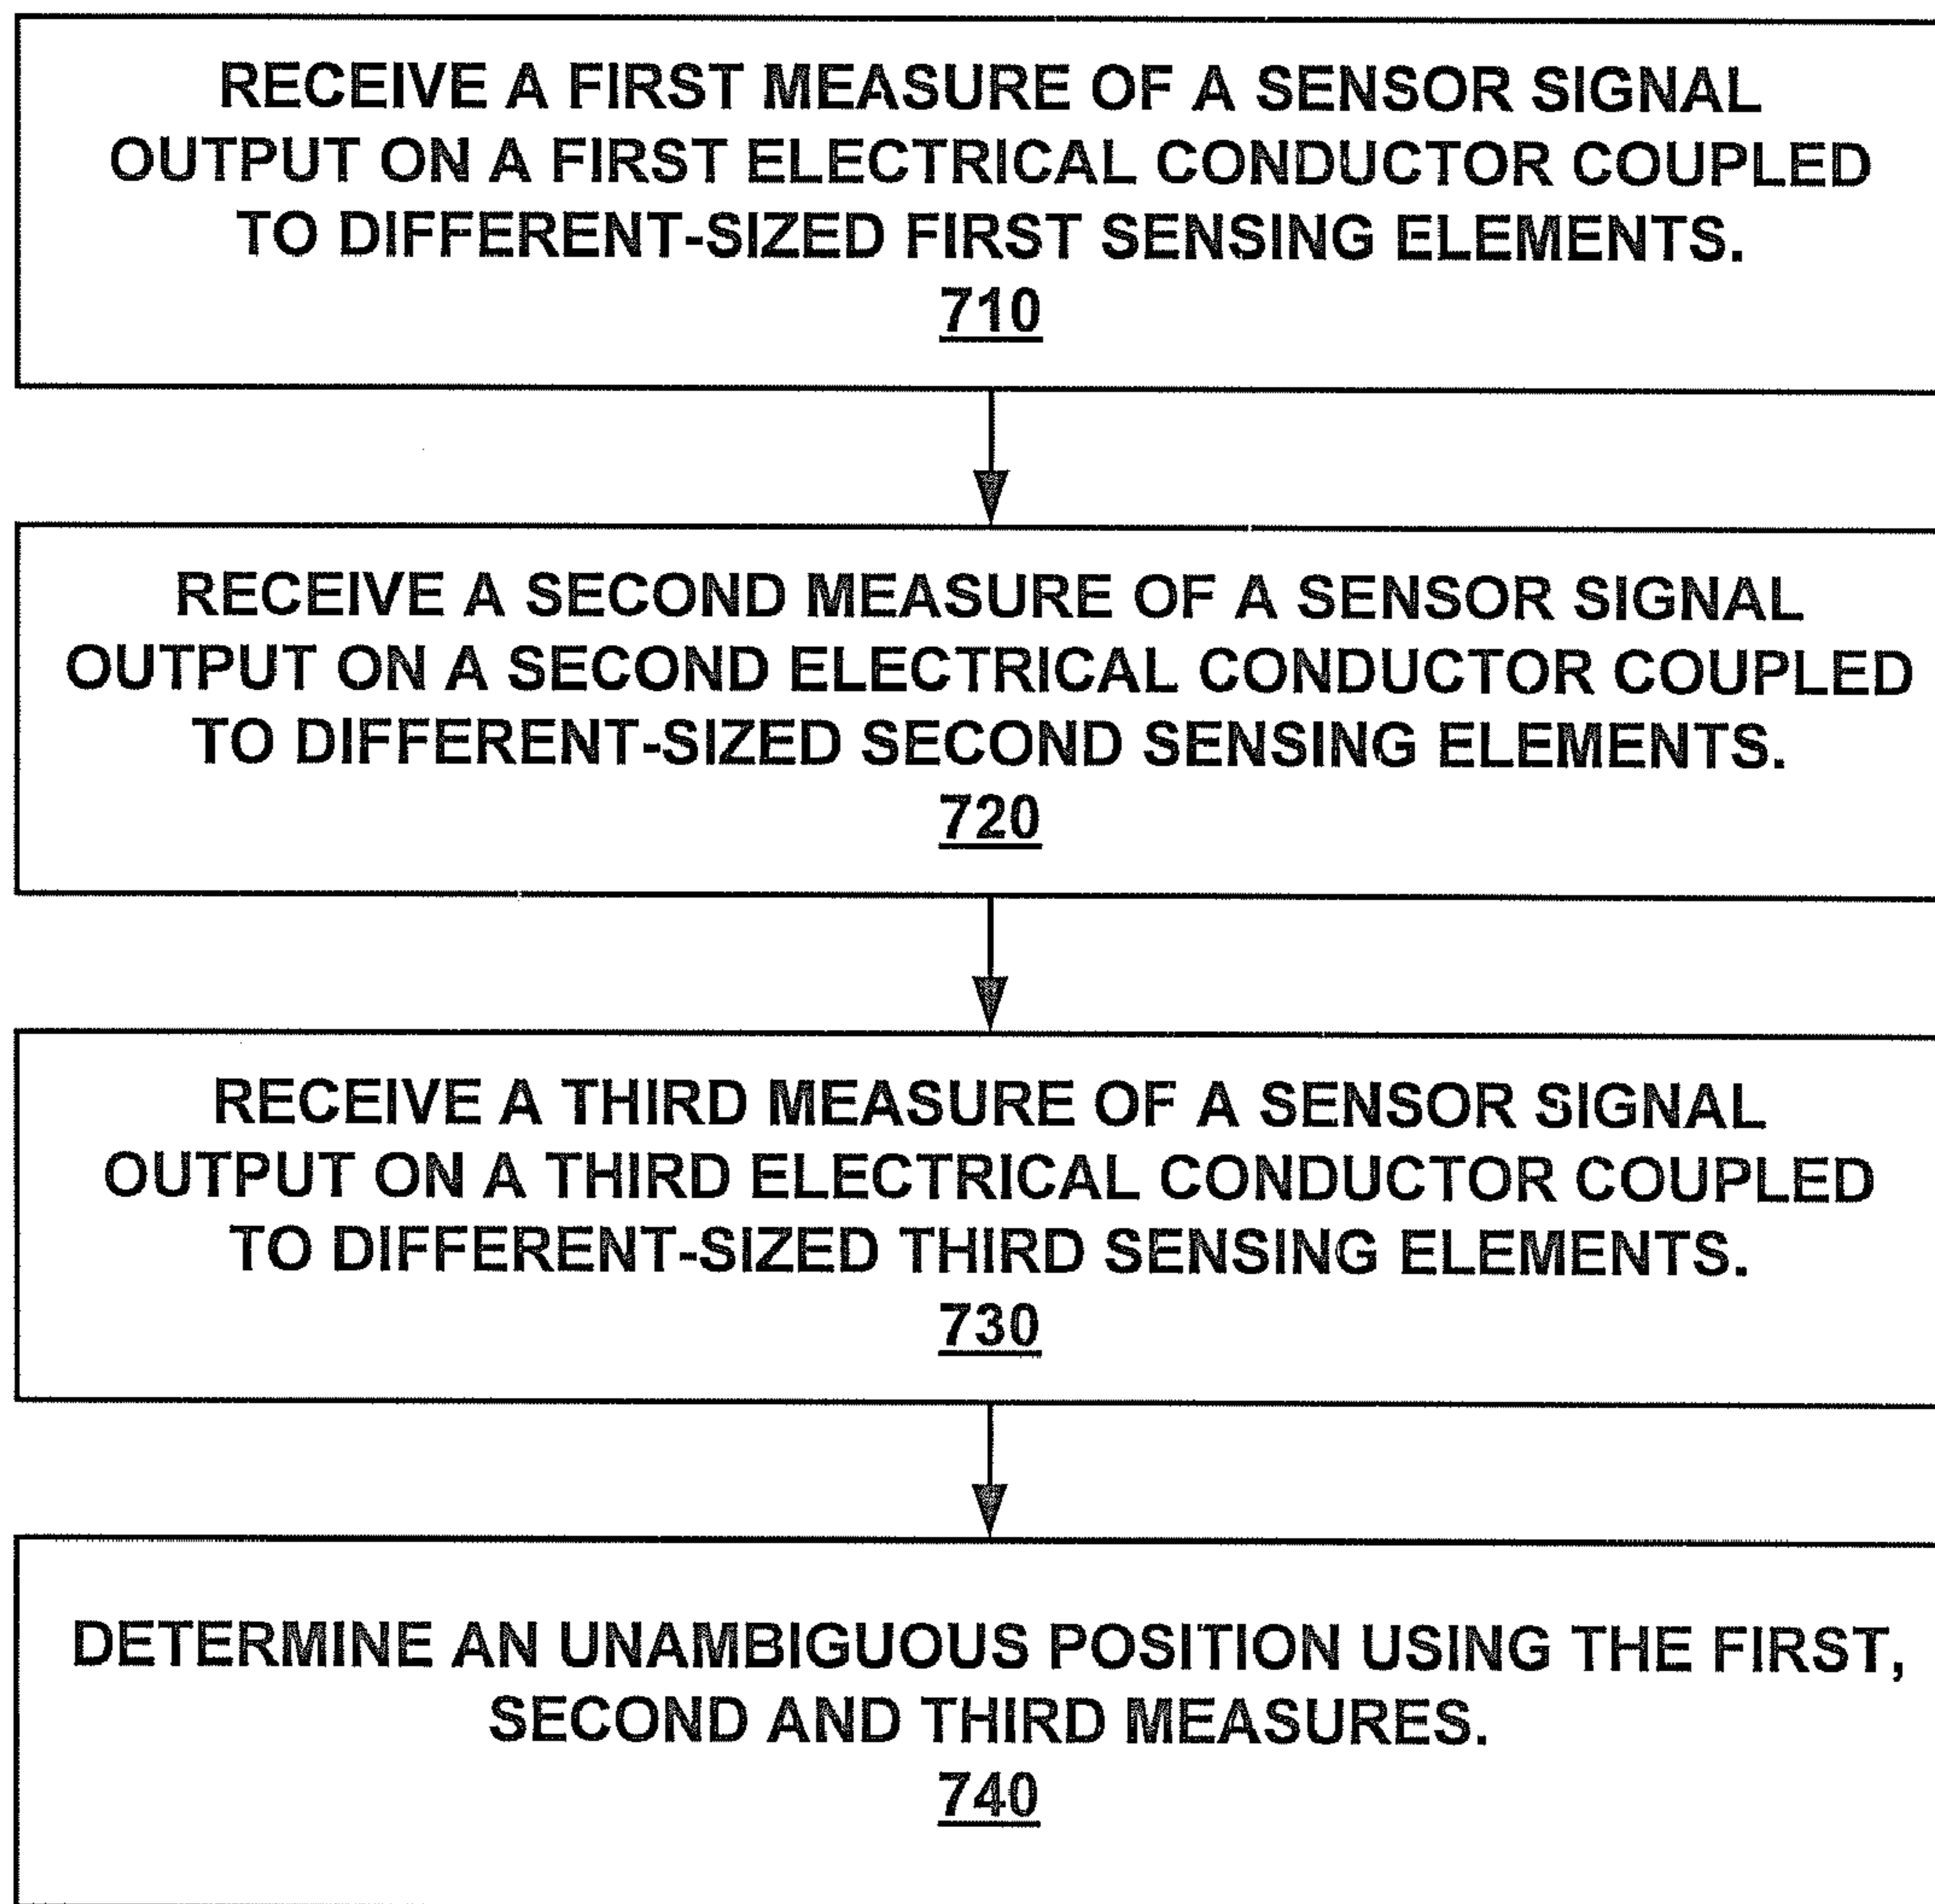 RECEIVE A FIRST MEASURE OF A SENSOR SIGNAL
OUTPUT ON A FIRST ELECTRICAL CONDUCTOR COUPLED
TO DIFFERENT-SIZED FIRST SENSING ELEMENTS.
710
RECEIVE A SECOND MEASURE OF A SENSOR SIGNAL
OUTPUT ON A SECOND ELECTRICAL CONDUCTOR COUPLED
TO DIFFERENT-SIZED SECOND SENSING ELEMENTS.
720
RECEIVE A THIRD MEASURE OF A SENSOR SIGNAL
OUTPUT ON A THIRD ELECTRICAL CONDUCTOR COUPLED
TO DIFFERENT-SIZED THIRD SENSING ELEMENTS.
730
DETERMINE AN UNAMBIGUOUS POSITION USING THE FIRST,
SECOND AND THIRD MEASURES.
740